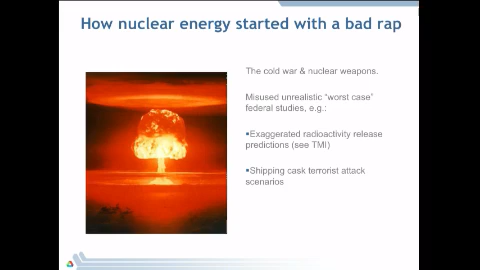 How nuclear energy started with a bad rap
The cold war & nuclear weapons.
Misused unrealistic “worst case”
federal studies, e.g.:
▪Exaggerated radioactivity release
predictions (see TMI)
▪Shipping cask terrorist attack
scenarios